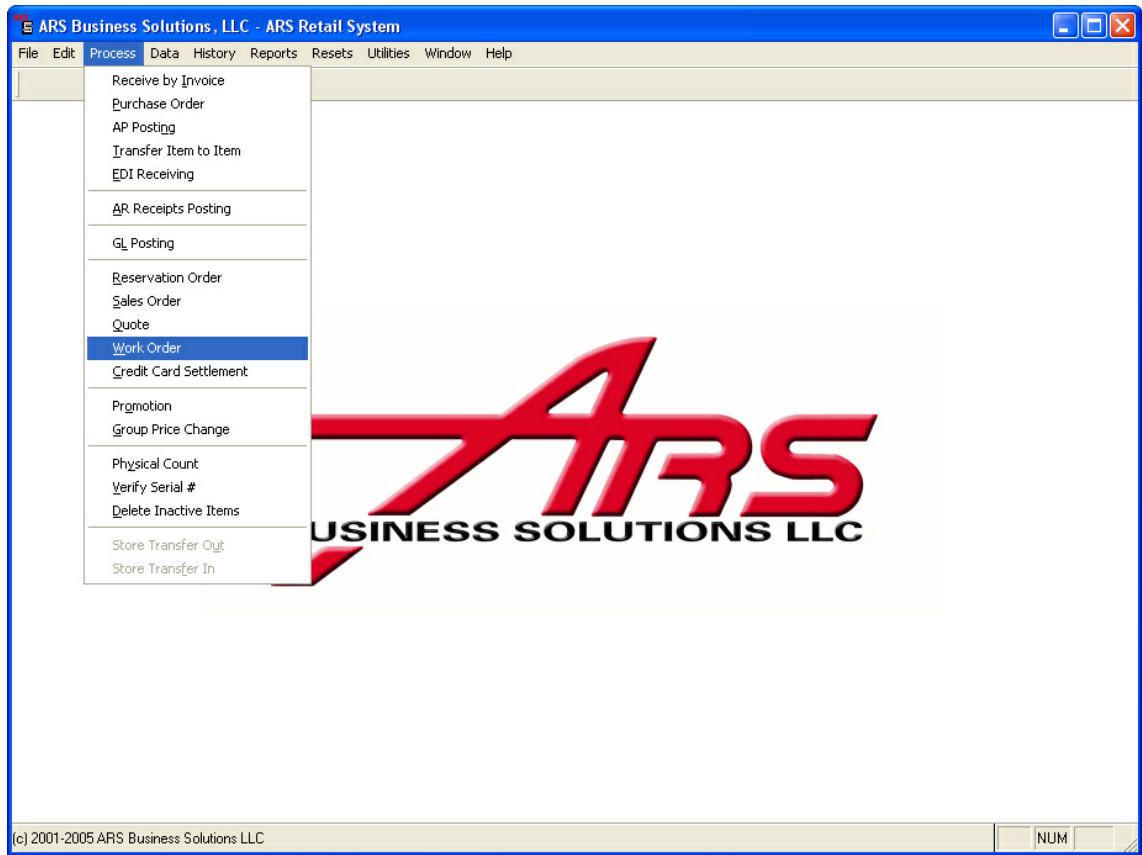 ARS Business Solutions, LLC - ARS Retail System
File Edit Process Data History Reports Resets Utilities Window Help
Receive by Invoice
Purchase Order
AP Posting
Transfer Item to Item
EDI Receiving
AR Receipts Posting
GL Posting
Reservation Order
Sales Order
Quote
Work Order
Credit Card Settlement
Promotion
Group Price Change
Physical Count
Verify Serial #
Delete Inactive Items
Store Transfer Out
Store Transfer In
ARS
USINESS SOLUTIONS LLC
(c) 2001-2005 ARS Business Solutions LLC NUM